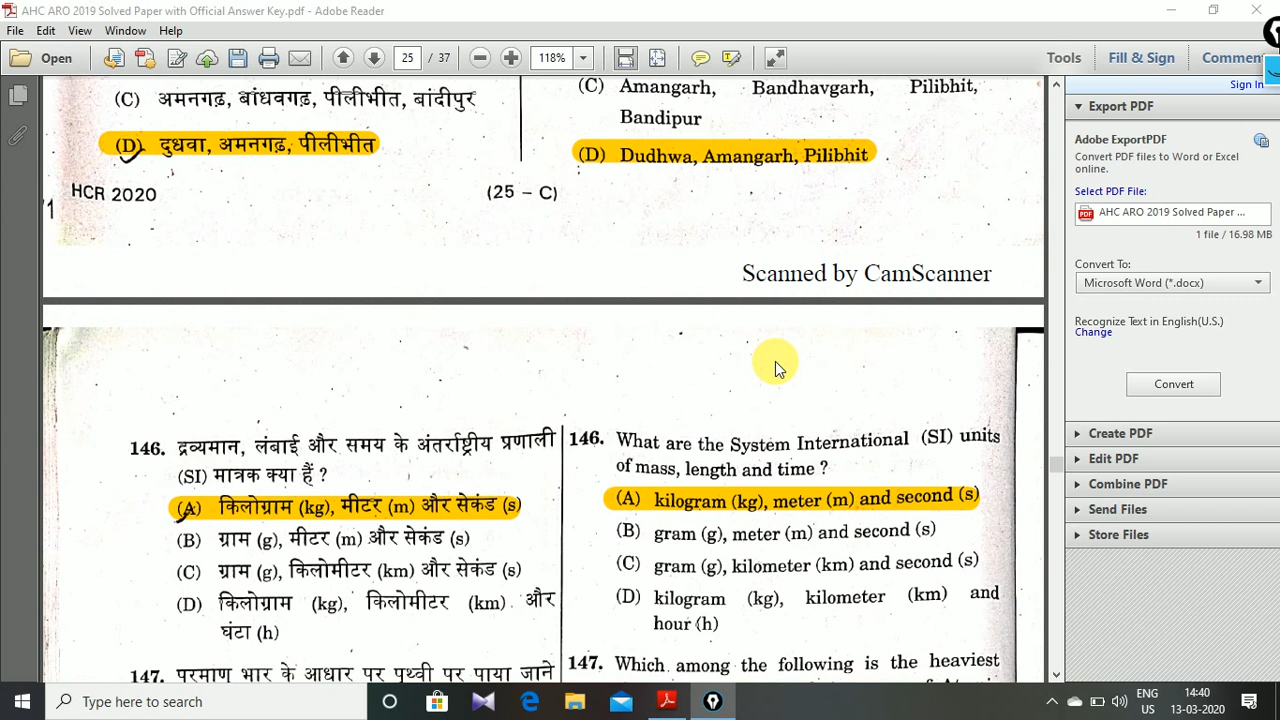 AHC ARO 2019 Solved Paper with Official Answer Key.pdf - Adobe Reader
File Edit View Window Help
Open 25 / 37 118% Tools Fill & Sign
Sign In
Export PDF
Adobe ExportPDF
Convert PDF files to Word or Excel
online.
Select PDF File:
AHC ARO 2019 Solved Paper ...
1 file / 16.98 MB
Convert To:
Microsoft Word (*.docx)
Recognize Text in English(U.S.)
Change
Convert
Create PDF
Edit PDF
Combine PDF
Send Files
Store Files
(C) अमनगढ़, बांधवगढ़, पीलीभीत, बांदीपुर
(D) दुधवा, अमनगढ़, पीलीभीत
HCR 2020
(25 – C)
(C) Amangarh, Bandhavgarh, Pilibhit,
Bandipur
(D) Dudhwa, Amangarh, Pilibhit
Scanned by CamScanner
146. द्रव्यमान, लंबाई और समय के अंतर्राष्ट्रीय प्रणाली
(SI) मात्रक क्या हैं ?
(A) किलोग्राम (kg), मीटर (m) और सेकंड (s)
(B) ग्राम (g), मीटर (m) और सेकंड (s)
(C) ग्राम (g), किलोमीटर (km) और सेकंड (s)
(D) किलोग्राम (kg), किलोमीटर (km) और
घंटा (h)
147. परमाणु भार के आधार पर पृथ्वी पर पाया जाने
146. What are the System International (SI) units
of mass, length and time ?
(A) kilogram (kg), meter (m) and second (s)
(B) gram (g), meter (m) and second (s)
(C) gram (g), kilometer (km) and second (s)
(D) kilogram (kg), kilometer (km) and
hour (h)
147. Which among the following is the heaviest
Type here to search
ENG
US
14:40
13-03-2020